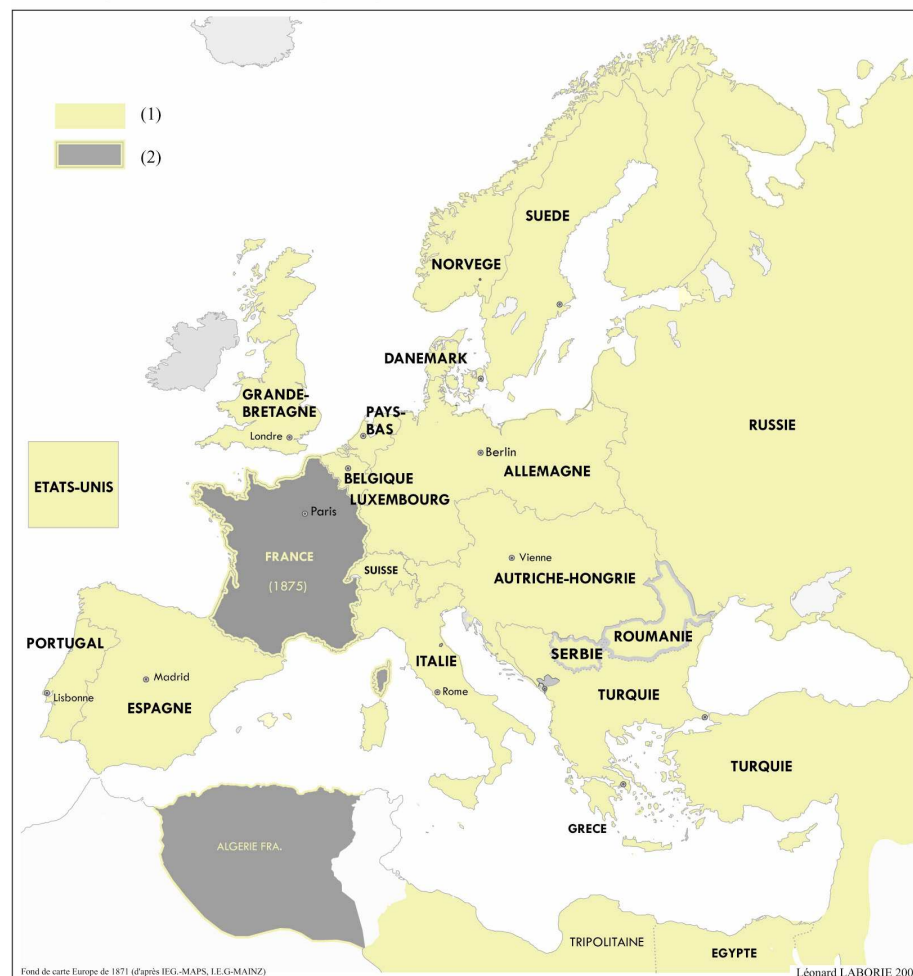 (1)
(2)
SUEDE
NORVEGE
DANEMARK
GRANDE-
BRETAGNE
Londre
PAYS-
BAS
RUSSIE
Berlin
ALLEMAGNE
BELGIQUE
LUXEMBOURG
ETATS-UNIS
Paris
FRANCE
(1875)
SUISSE
Vienne
AUTRICHE-HONGRIE
ROUMANIE
SERBIE
PORTUGAL
Lisbonne
Madrid
ESPAGNE
ITALIE
Rome
TURQUIE
TURQUIE
GRECE
ALGERIE FRA.
TRIPOLITAINE
EGYPTE
Fond de carte Europe de 1871 (d'après IEG.-MAPS, I.E.G-MAINZ)
Léonard LABORIE